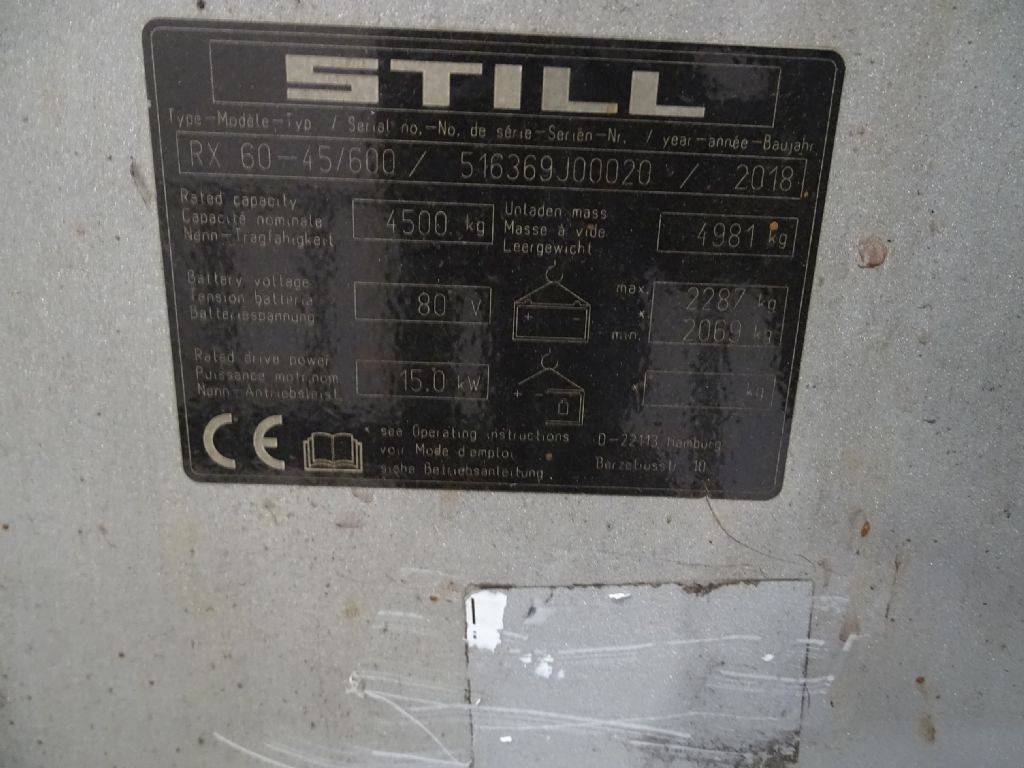 STILL
Type-Modèle-Typ / Serial no.-No. de série-Serien-Nr. / year-année-Baujahr
RX 60-45/600 / 516369J00020 / 2018
Rated capacity
Capacité nominale
Nenn-Tragfähigkeit
4500 kg
Unladen mass
Masse à vide
Leergewicht
4981 kg
Battery voltage
Tension batterie
Batteriespannung
80 V
+ -
max.
*
min.
2287 kg
2069 kg
Rated drive power
Puissance motr.nom.
Nenn-Antriebsleist.
15.0 kW
+ -
kg
CE
* see Operating instructions
voir Mode d'emploi
siehe Betriebsanleitung
D-22113 Hamburg
Berzeliusstr. 10